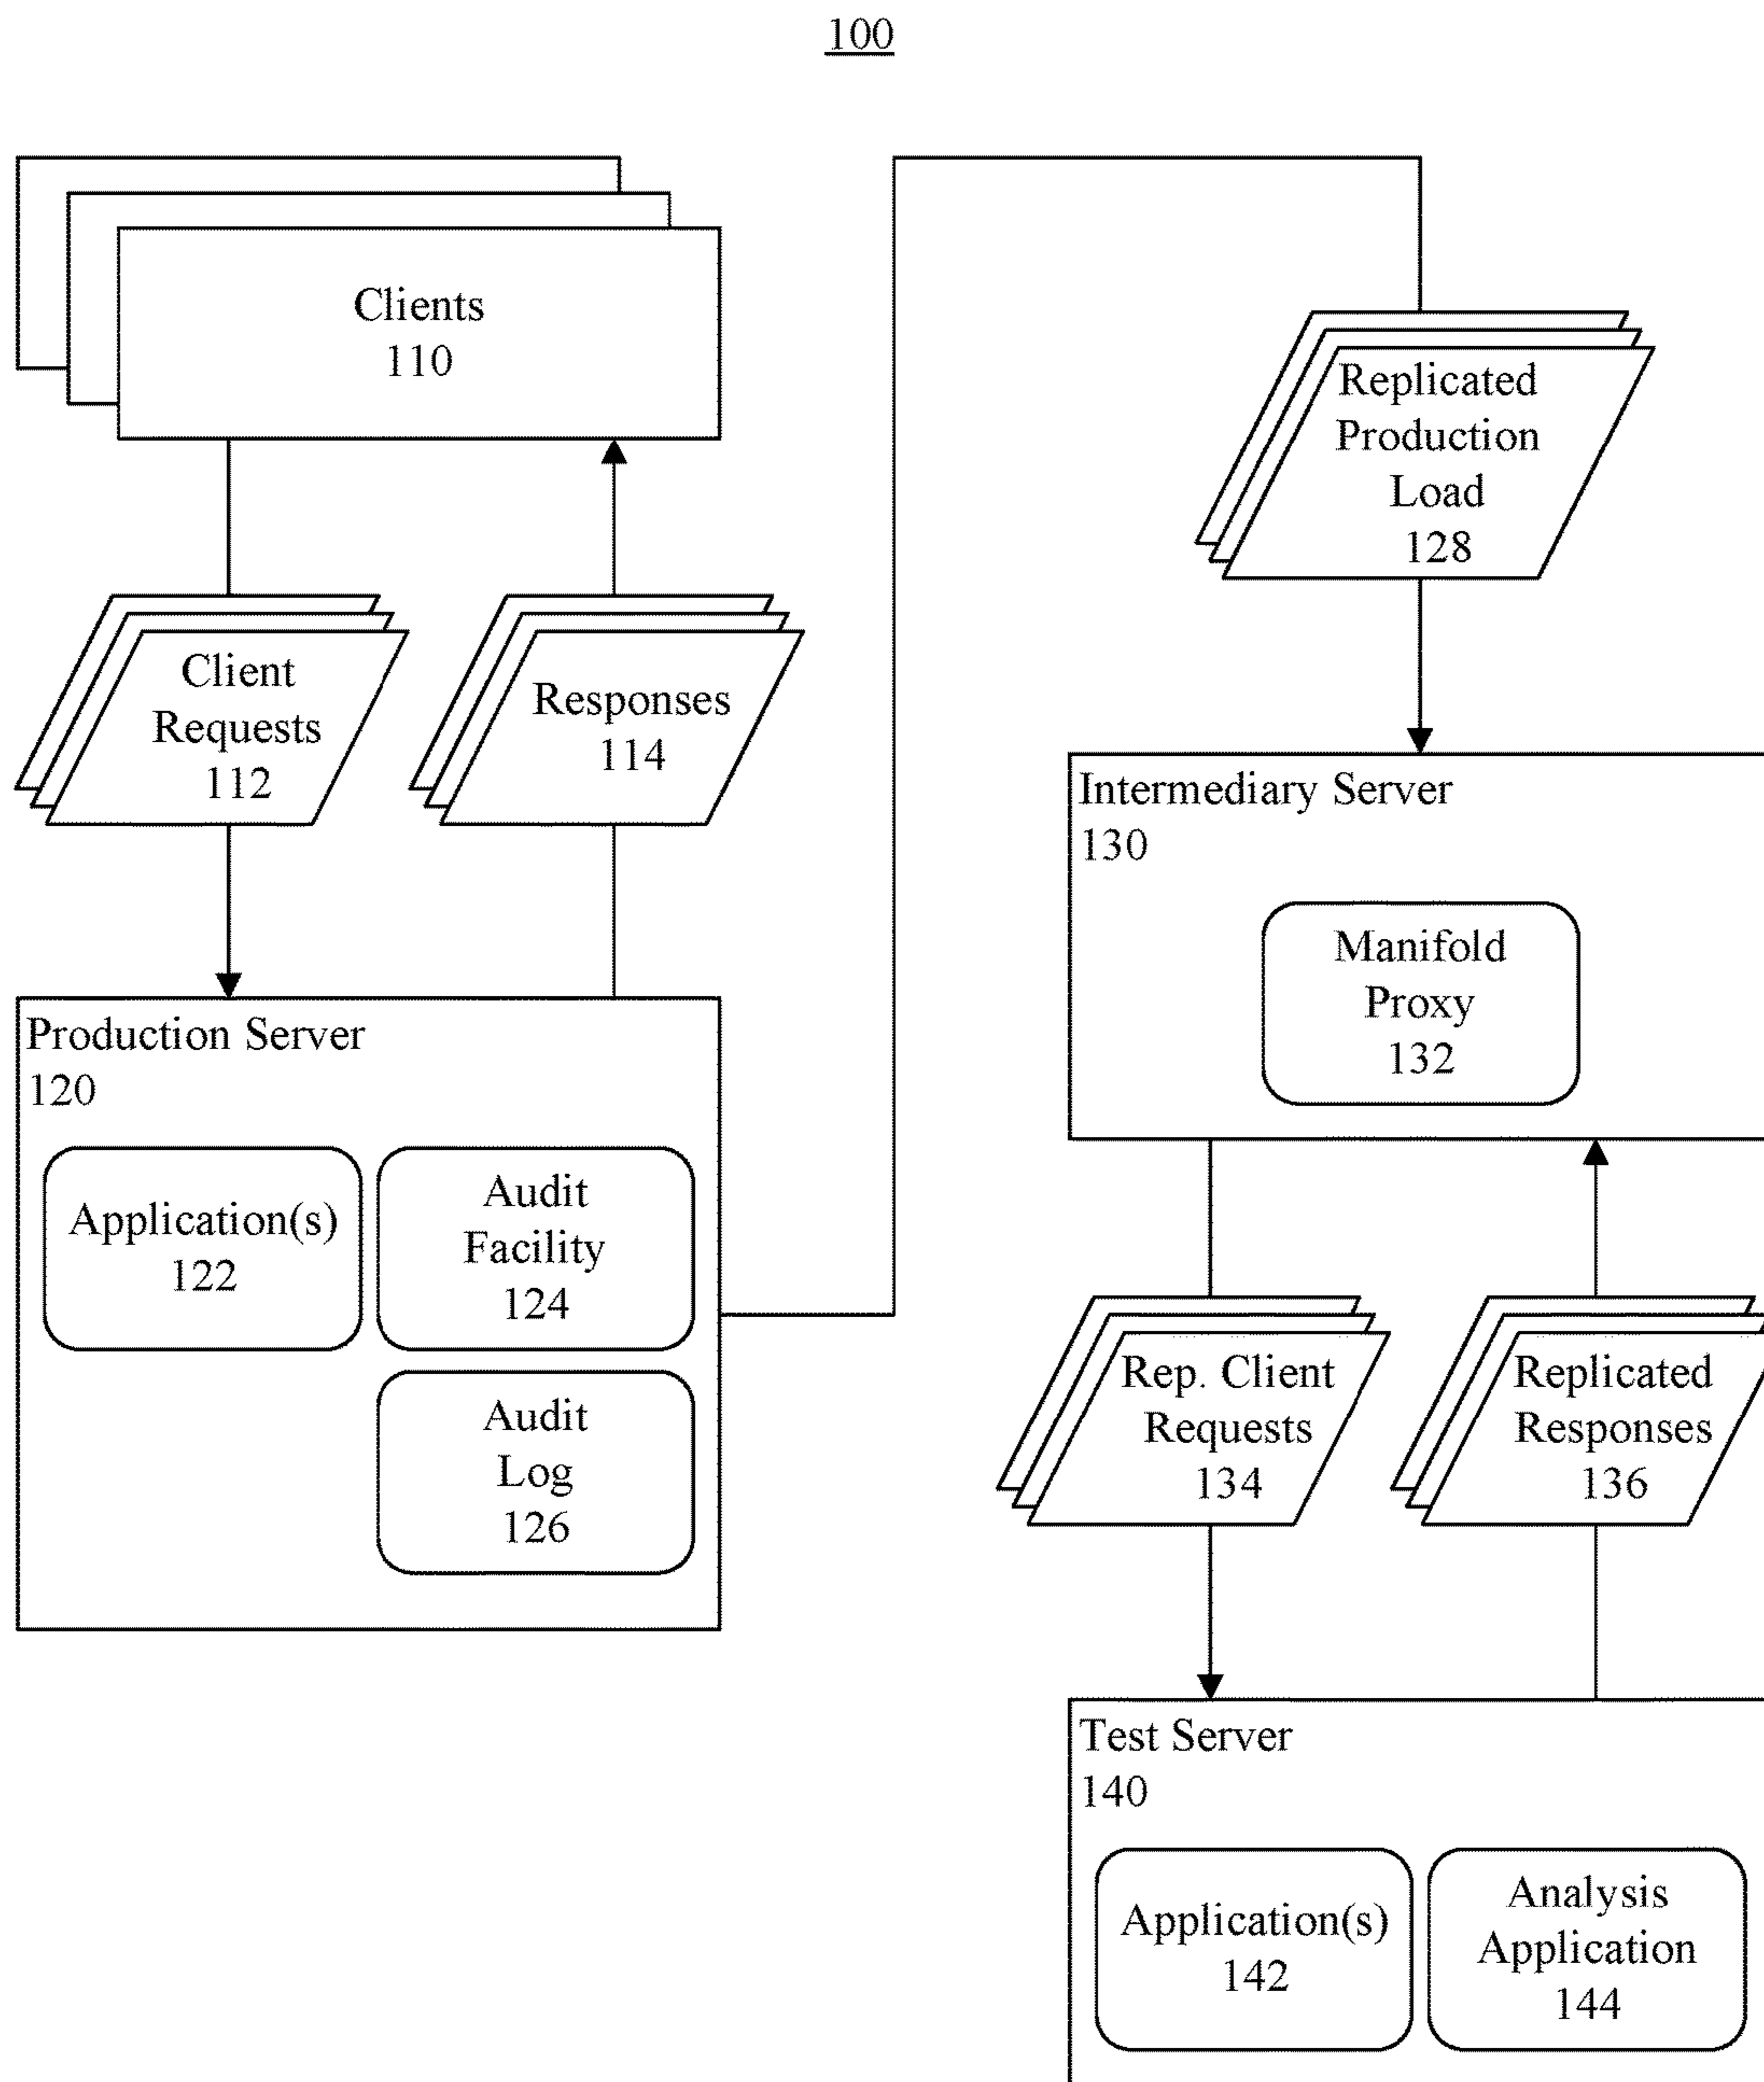 100
Clients
110
Client
Requests
112
Responses
114
Production Server
120
Application(s)
122
Audit
Facility
124
Audit
Log
126
Replicated
Production
Load
128
Intermediary Server
130
Manifold
Proxy
132
Rep. Client
Requests
134
Replicated
Responses
136
Test Server
140
Application(s)
142
Analysis
Application
144